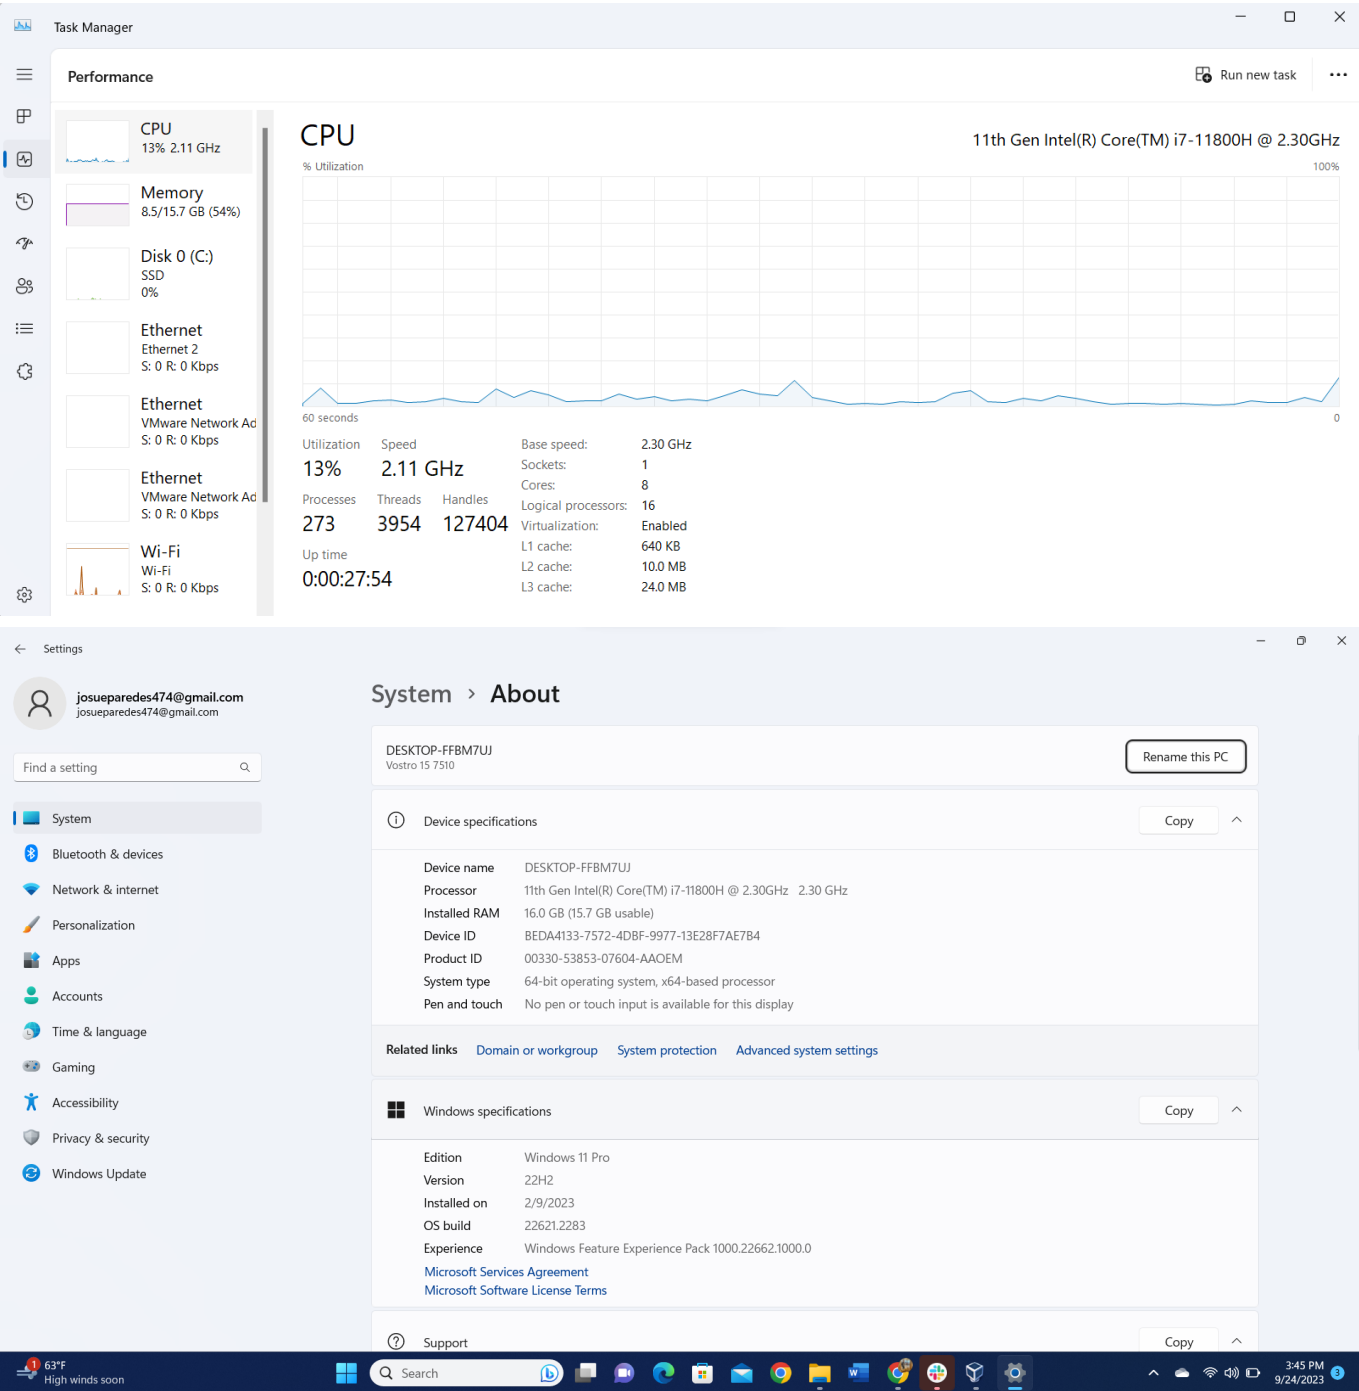 Task Manager
Performance
Run new task
CPU
13% 2.11 GHz
Memory
8.5/15.7 GB (54%)
Disk 0 (C:)
SSD
0%
Ethernet
Ethernet 2
S: 0 R: 0 Kbps
Ethernet
VMware Network Ad
S: 0 R: 0 Kbps
Ethernet
VMware Network Ad
S: 0 R: 0 Kbps
Wi-Fi
Wi-Fi
S: 0 R: 0 Kbps
CPU
11th Gen Intel(R) Core(TM) i7-11800H @ 2.30GHz
% Utilization 100%
60 seconds 0
Utilization Speed
13% 2.11 GHz
Processes Threads Handles
273 3954 127404
Up time
0:00:27:54
Base speed: 2.30 GHz
Sockets: 1
Cores: 8
Logical processors: 16
Virtualization: Enabled
L1 cache: 640 KB
L2 cache: 10.0 MB
L3 cache: 24.0 MB
Settings
josueparedes474@gmail.com
josueparedes474@gmail.com
Find a setting
System
Bluetooth & devices
Network & internet
Personalization
Apps
Accounts
Time & language
Gaming
Accessibility
Privacy & security
Windows Update
System > About
DESKTOP-FFBM7UJ
Vostro 15 7510
Rename this PC
Device specifications
Copy
Device name DESKTOP-FFBM7UJ
Processor 11th Gen Intel(R) Core(TM) i7-11800H @ 2.30GHz 2.30 GHz
Installed RAM 16.0 GB (15.7 GB usable)
Device ID BEDA4133-7572-4DBF-9977-13E28F7AE7B4
Product ID 00330-53853-07604-AAOEM
System type 64-bit operating system, x64-based processor
Pen and touch No pen or touch input is available for this display
Related links Domain or workgroup System protection Advanced system settings
Windows specifications
Copy
Edition Windows 11 Pro
Version 22H2
Installed on 2/9/2023
OS build 22621.2283
Experience Windows Feature Experience Pack 1000.22662.1000.0
Microsoft Services Agreement
Microsoft Software License Terms
Support
Copy
1
63°F
High winds soon
Search
3:45 PM
9/24/2023
3